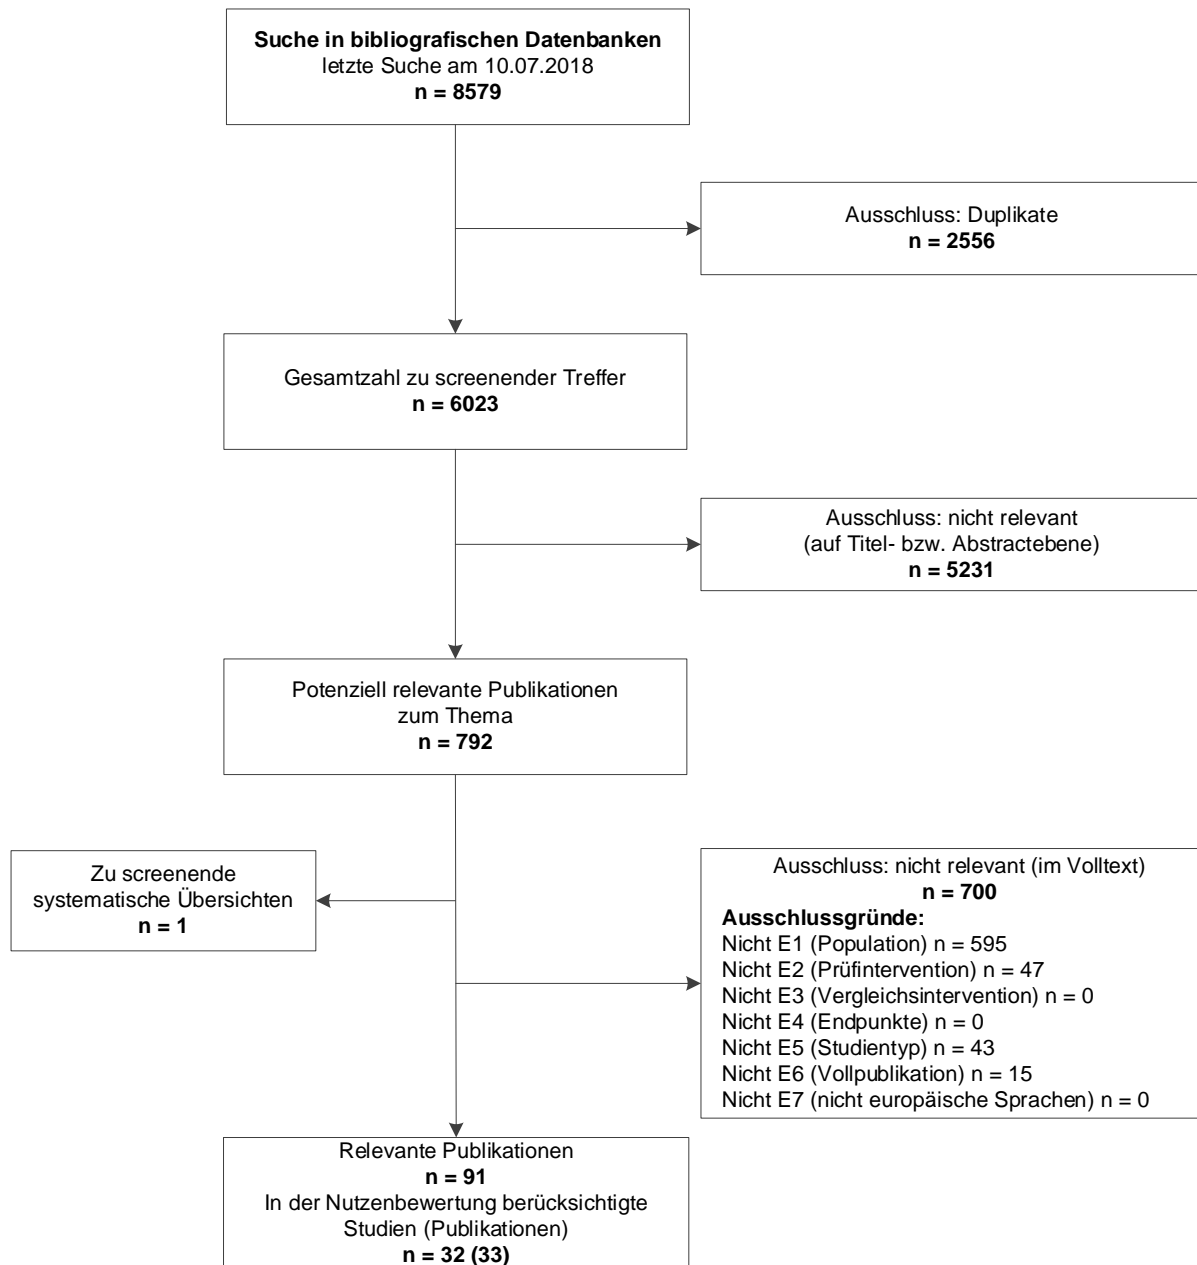 Suche in bibliografischen Datenbanken
letzte Suche am 10.07.2018
n = 8579
Ausschluss: Duplikate
n = 2556
Gesamtzahl zu screenender Treffer
n = 6023
Ausschluss: nicht relevant
(auf Titel- bzw. Abstractebene)
n = 5231
Potenziell relevante Publikationen
zum Thema
n = 792
Zu screenende
systematische Übersichten
n = 1
Ausschluss: nicht relevant (im Volltext)
n = 700
Ausschlussgründe:
Nicht E1 (Population) n = 595
Nicht E2 (Prüfintervention) n = 47
Nicht E3 (Vergleichsintervention) n = 0
Nicht E4 (Endpunkte) n = 0
Nicht E5 (Studientyp) n = 43
Nicht E6 (Vollpublikation) n = 15
Nicht E7 (nicht europäische Sprachen) n = 0
Relevante Publikationen
n = 91
In der Nutzenbewertung berücksichtigte
Studien (Publikationen)
n = 32 (33)